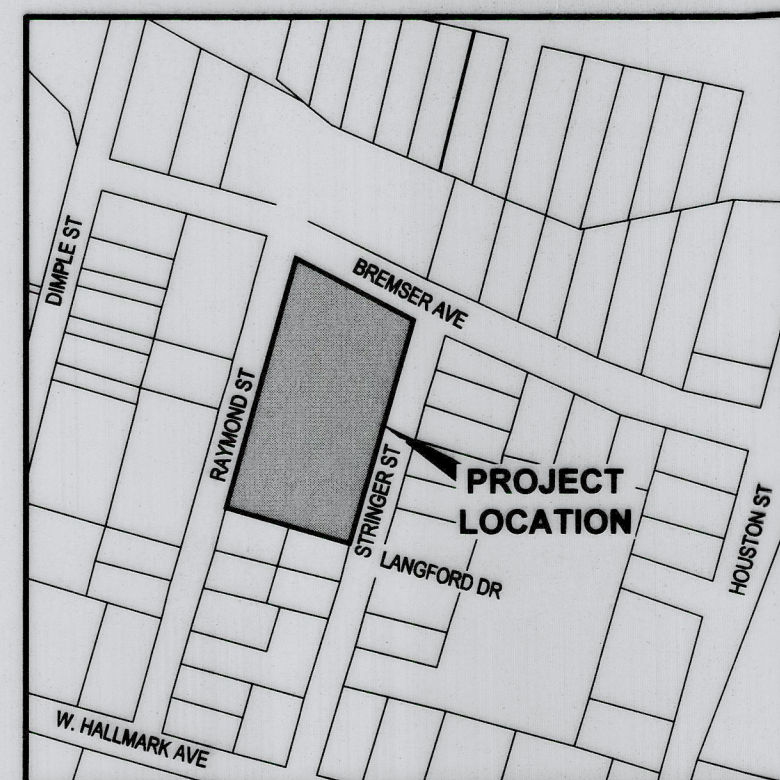 DIMPLE ST
BREMSER AVE
RAYMOND ST
STRINGER ST
PROJECT
LOCATION
HOUSTON ST
LANGFORD DR
W. HALLMARK AVE